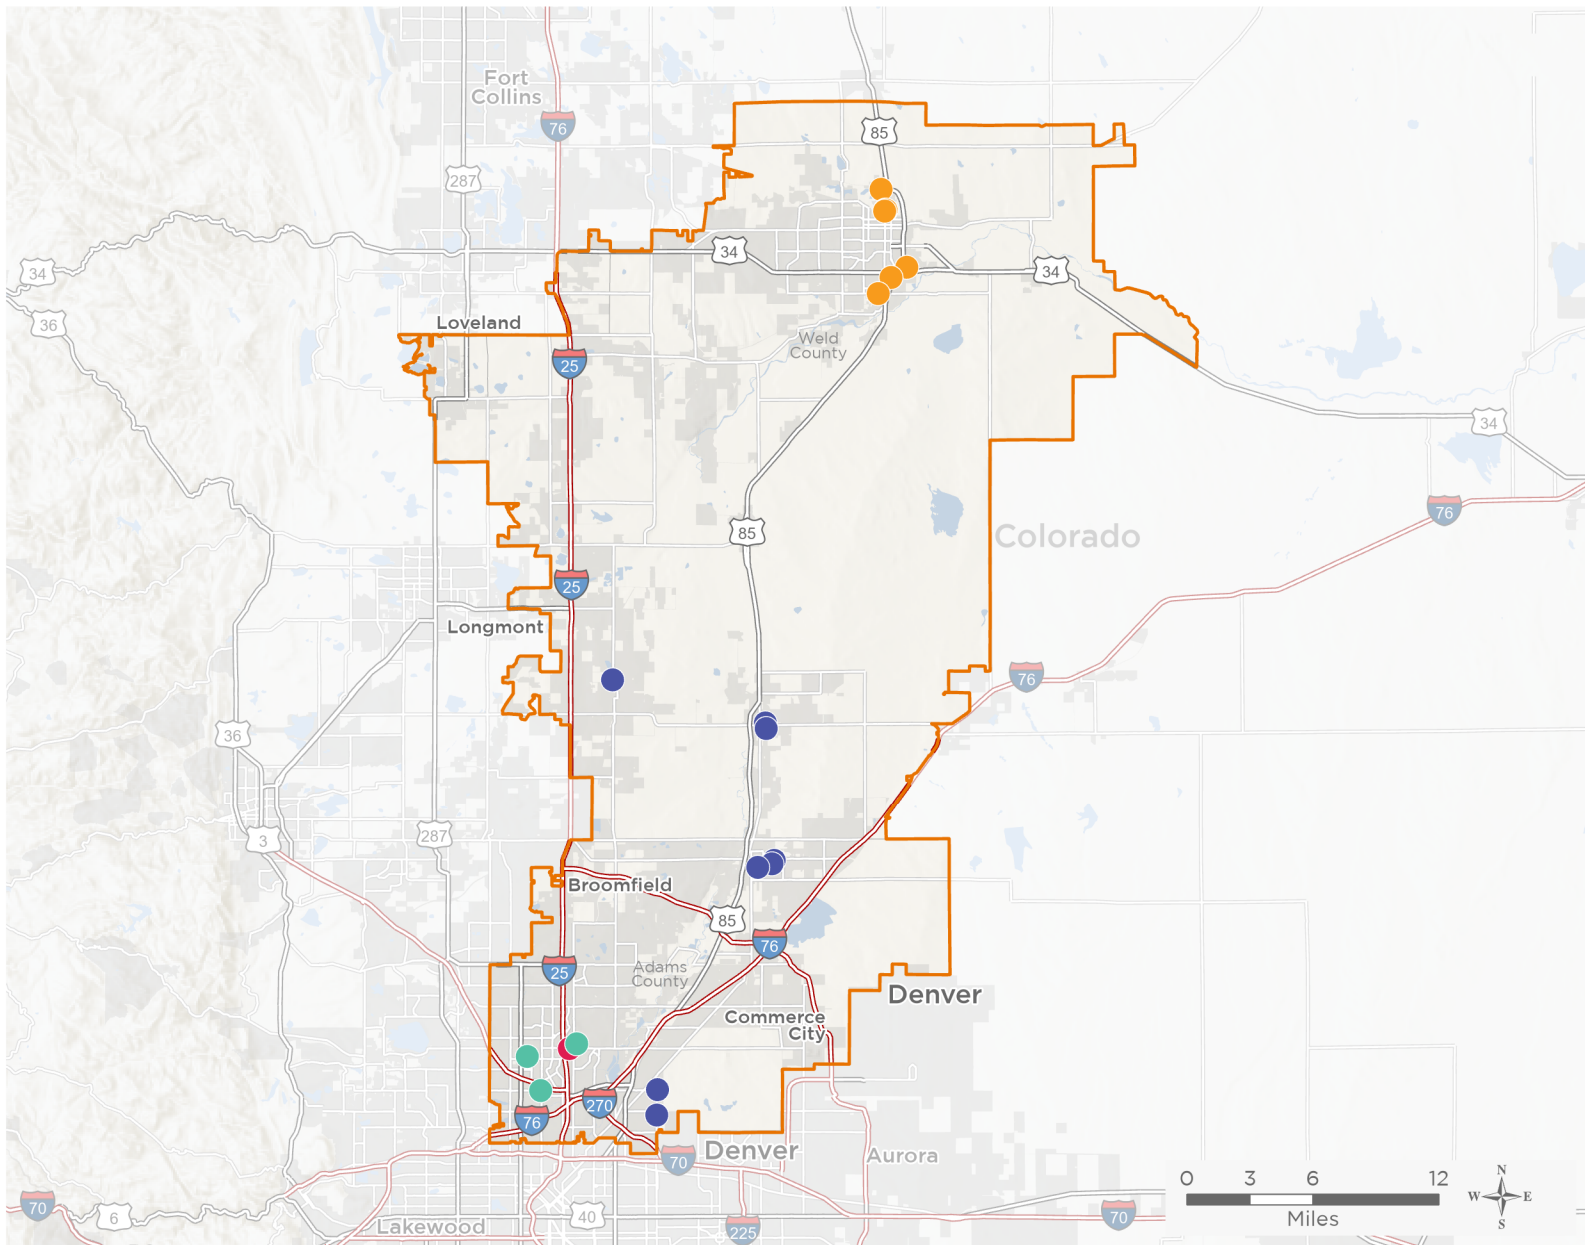 Fort
Collins
76
85
287
34
34
34
36
Loveland
Weld
County
25
34
76
85
Colorado
25
Longmont
76
36
287
3
Broomfield
85
76
25
Adams
County
Denver
Commerce
City
270
76
Denver
70
Aurora
70
6
Lakewood
40
225
70
0 3 6 12
Miles
N
W E
S